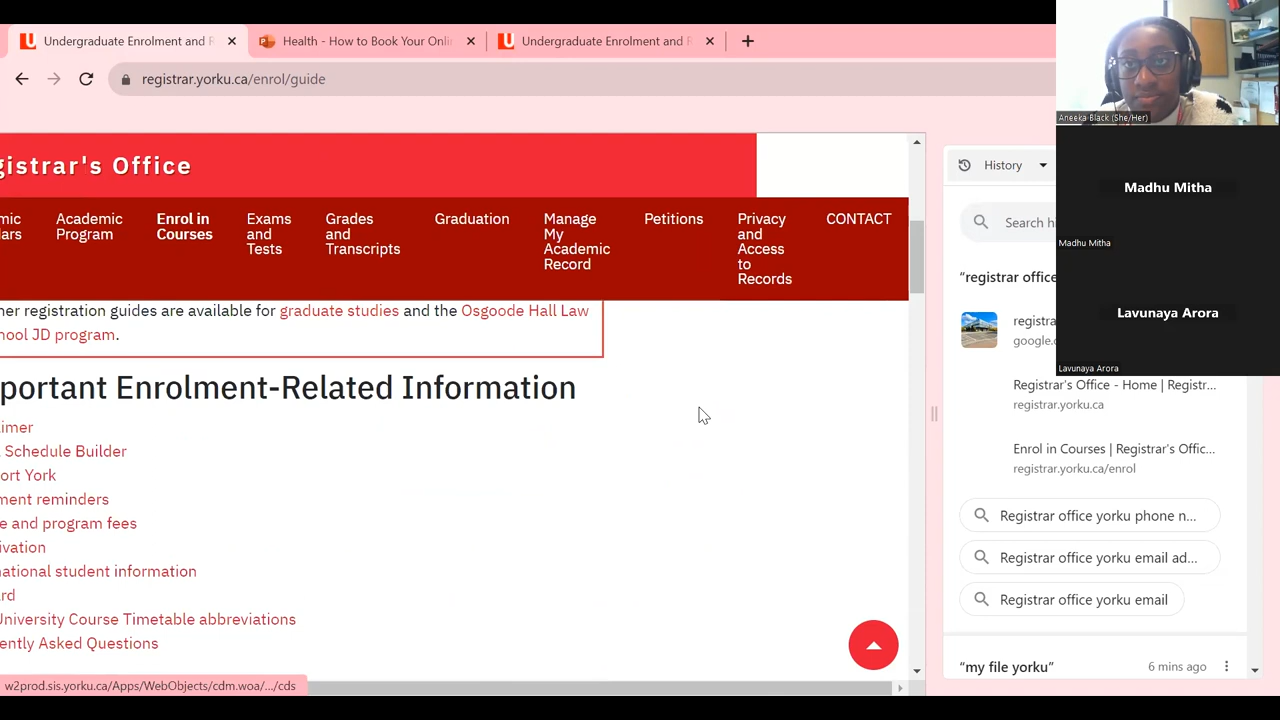 Undergraduate Enrolment and R
Health - How to Book Your Onli
Undergraduate Enrolment and R
registrar.yorku.ca/enrol/guide
gistrar's Office
mic
lars
Academic
Program
Enrol in
Courses
Exams
and
Tests
Grades
and
Transcripts
Graduation
Manage
My
Academic
Record
Petitions
Privacy
and
Access
to
Records
CONTACT
her registration guides are available for graduate studies and the Osgoode Hall Law
hool JD program.
portant Enrolment-Related Information
aimer
l Schedule Builder
ort York
ment reminders
e and program fees
ivation
national student information
ard
University Course Timetable abbreviations
ently Asked Questions
w2prod.sis.yorku.ca/Apps/WebObjects/cdm.woa/.../cds
History
Search hi
"registrar office
registra
google.c
Registrar's Office - Home | Registr...
registrar.yorku.ca
Enrol in Courses | Registrar's Offic...
registrar.yorku.ca/enrol
Registrar office yorku phone n...
Registrar office yorku email ad...
Registrar office yorku email
"my file yorku"
6 mins ago
Aneeka Black (She/Her)
Madhu Mitha
Madhu Mitha
Lavunaya Arora
Lavunaya Arora